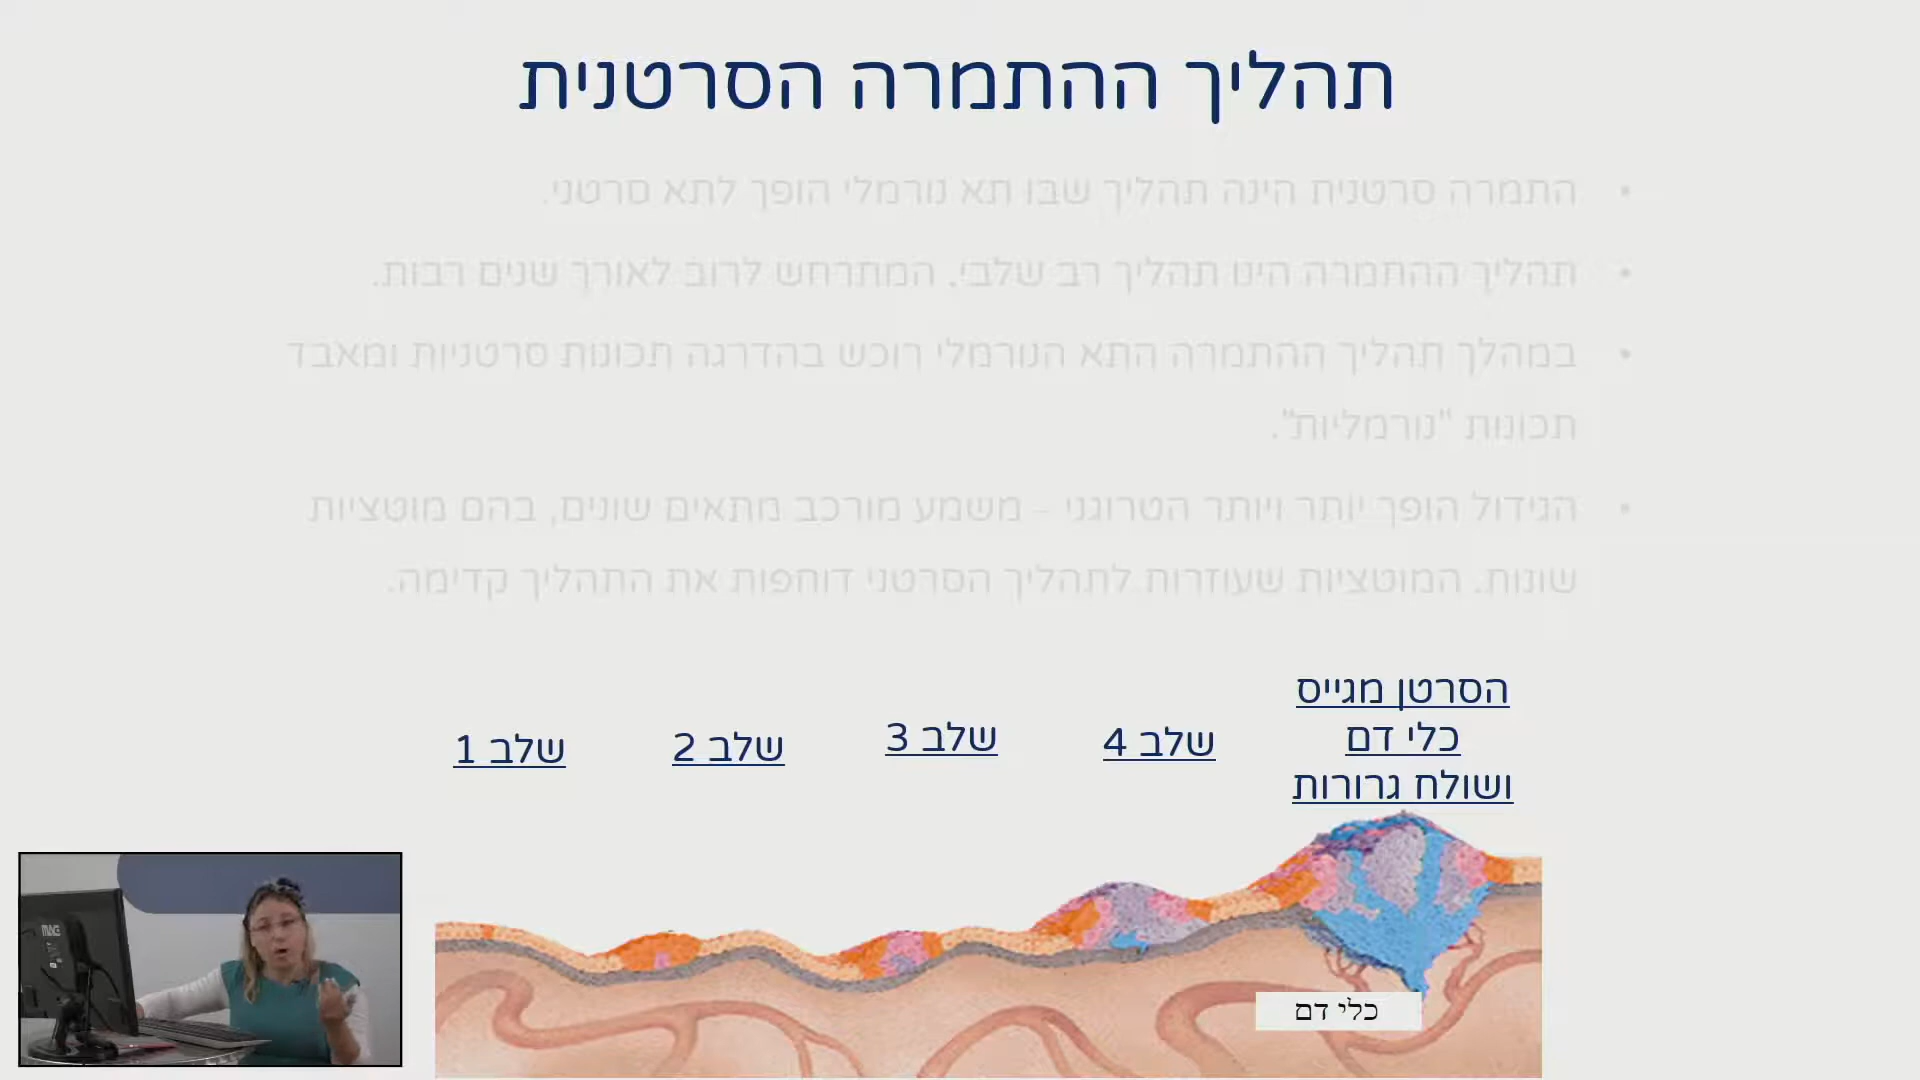 תהליך ההתמרה הסרטנית
• התמרה סרטנית הינה תהליך שבו תא נורמלי הופך לתא סרטני.
• תהליך ההתמרה הינו תהליך רב שלבי, המתרחש לרוב לאורך שנים רבות.
• במהלך תהליך ההתמרה התא הנורמלי רוכש בהדרגה תכונות סרטניות ומאבד
תכונות "נורמליות".
• הגידול הופך יותר ויותר הטרוגני – משמע מורכב מתאים שונים, בהם מוטציות
שונות. המוטציות שעוזרות לתהליך הסרטני דוחפות את התהליך קדימה.
הסרטן מגייס
כלי דם
ושולח גרורות
שלב 4
שלב 3
שלב 2
שלב 1
כלי דם